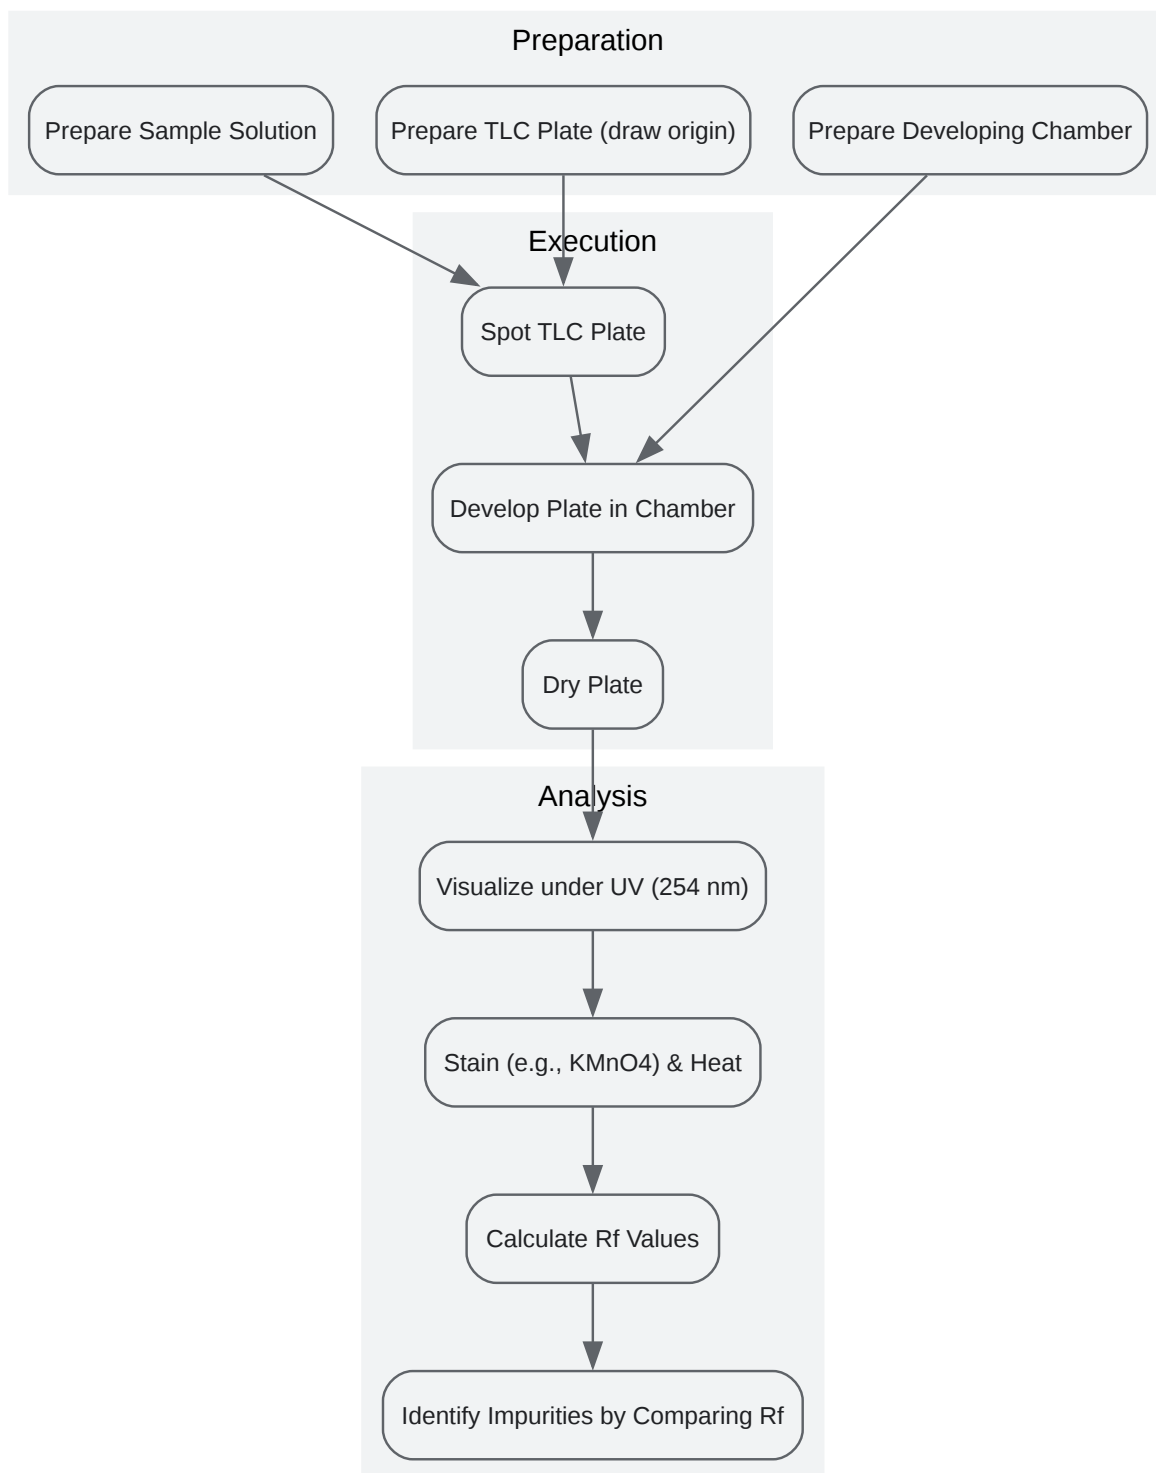 Preparation
Prepare Sample Solution
Prepare TLC Plate (draw origin)
Prepare Developing Chamber
Execution
Spot TLC Plate
Develop Plate in Chamber
Dry Plate
Analysis
Visualize under UV (254 nm)
Stain (e.g., KMnO4) & Heat
Calculate Rf Values
Identify Impurities by Comparing Rf